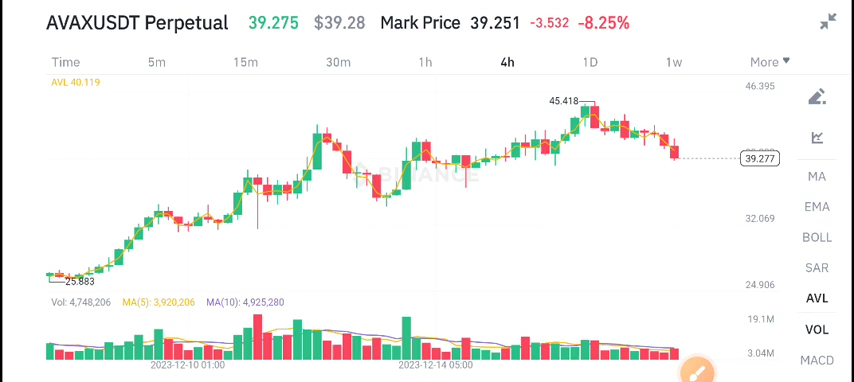 AVAXUSDT Perpetual 39.275 $39.28 Mark Price 39.251 -3.532 -8.25%
Time 5m 15m 30m 1h 4h 1D 1w More
AVL 40.119
46.395
45.418
39.277
MA
BINANCE
EMA
32.069
BOLL
SAR
25.883
24.906
AVL
Vol: 4,748,206 MA(5): 3,920,206 MA(10): 4,925,280
19.1M
VOL
3.04M
MACD
2023-12-10 01:00 2023-12-14 05:00